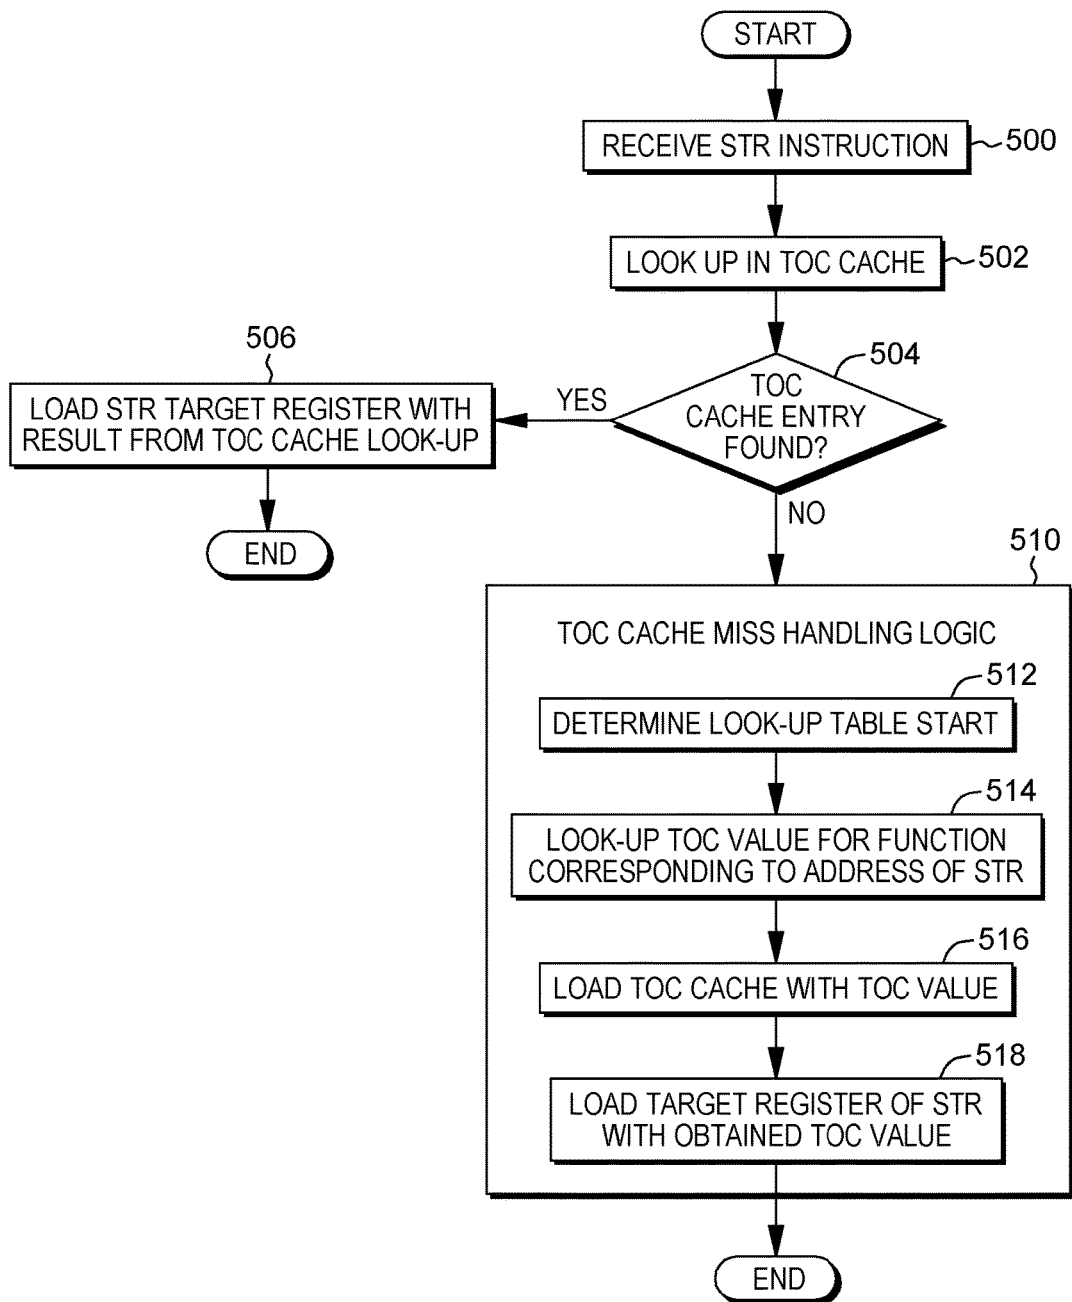 START
RECEIVE STR INSTRUCTION
500
LOOK UP IN TOC CACHE
502
504
TOC
CACHE ENTRY
FOUND?
YES
506
LOAD STR TARGET REGISTER WITH
RESULT FROM TOC CACHE LOOK-UP
END
NO
510
TOC CACHE MISS HANDLING LOGIC
512
DETERMINE LOOK-UP TABLE START
514
LOOK-UP TOC VALUE FOR FUNCTION
CORRESPONDING TO ADDRESS OF STR
516
LOAD TOC CACHE WITH TOC VALUE
518
LOAD TARGET REGISTER OF STR
WITH OBTAINED TOC VALUE
END